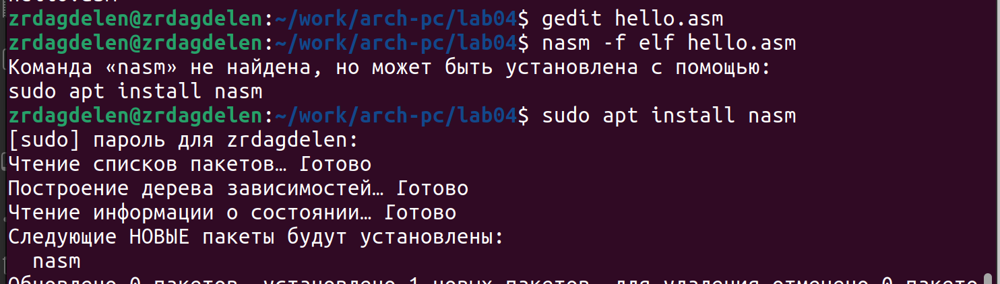 hello.asm
zrdagdelen@zrdagdelen:~/work/arch-pc/lab04$ gedit hello.asm
zrdagdelen@zrdagdelen:~/work/arch-pc/lab04$ nasm -f elf hello.asm
Команда «nasm» не найдена, но может быть установлена с помощью:
sudo apt install nasm
zrdagdelen@zrdagdelen:~/work/arch-pc/lab04$ sudo apt install nasm
[sudo] пароль для zrdagdelen:
Чтение списков пакетов… Готово
Построение дерева зависимостей… Готово
Чтение информации о состоянии… Готово
Следующие НОВЫЕ пакеты будут установлены:
  nasm
Обновлено 0 пакетов, установлено 1 новых пакетов, для удаления отмечено 0 пакето